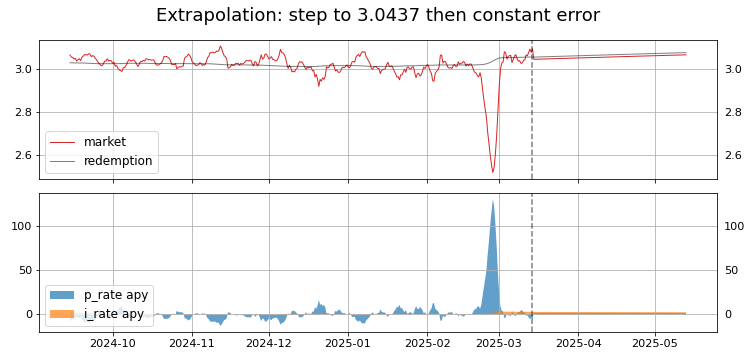 Extrapolation: step to 3.0437 then constant error
3.0 3.0
2.8 2.8
2.6 2.6
market
redemption
100 100
50 50
0 0
p_rate apy
i_rate apy
2024-10 2024-11 2024-12 2025-01 2025-02 2025-03 2025-04 2025-05